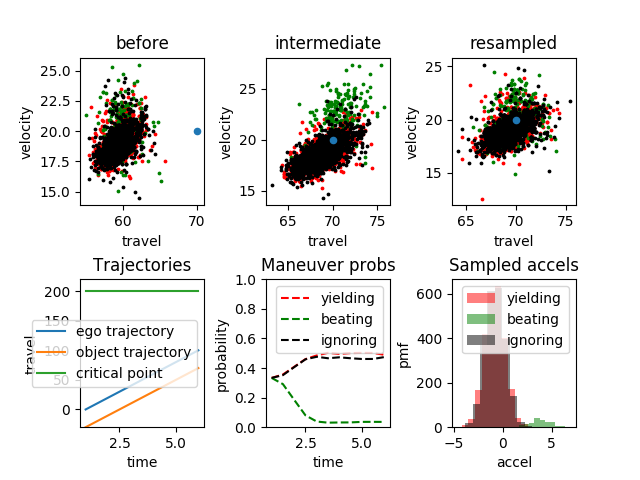 before
intermediate
resampled
25.0
22.5
20.0
17.5
15.0
velocity
60
70
travel
25
20
15
velocity
65
70
75
travel
25
20
15
velocity
65
70
75
travel
Trajectories
Maneuver probs
Sampled accels
200
150
100
50
0
travel
ego trajectory
object trajectory
critical point
2.5
5.0
time
1.0
0.8
0.6
0.4
0.2
0.0
probability
yielding
beating
ignoring
2.5
5.0
time
600
400
200
0
pmf
yielding
beating
ignoring
−5
0
5
accel